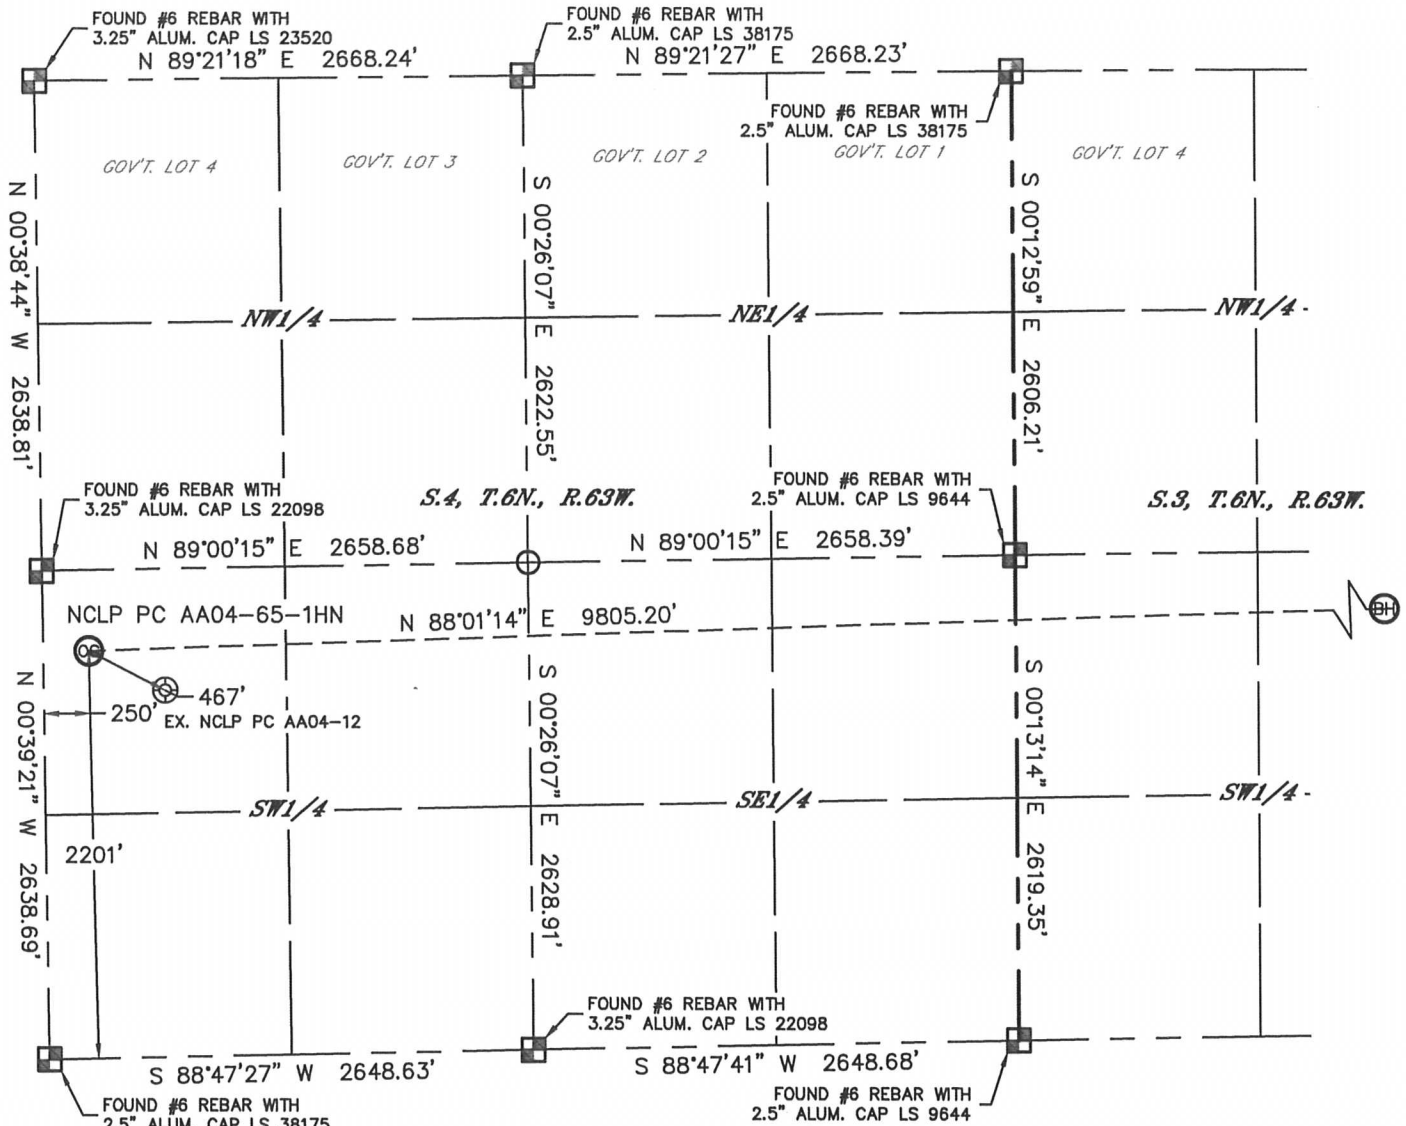 FOUND #6 REBAR WITH
3.25" ALUM. CAP LS 23520
N 89°21'18" E 2668.24'
FOUND #6 REBAR WITH
2.5" ALUM. CAP LS 38175
N 89°21'27" E 2668.23'
FOUND #6 REBAR WITH
2.5" ALUM. CAP LS 38175
GOV'T. LOT 4
GOV'T. LOT 3
GOV'T. LOT 2
GOV'T. LOT 1
GOV'T. LOT 4
N 00°38'44" W 2638.81'
S 00°26'07" E 2622.55'
S 00°12'59" E 2606.21'
NW1/4
NE1/4
NW1/4
FOUND #6 REBAR WITH
3.25" ALUM. CAP LS 22098
S.4, T.6N., R.63W.
FOUND #6 REBAR WITH
2.5" ALUM. CAP LS 9644
S.3, T.6N., R.63W.
N 89°00'15" E 2658.68'
N 89°00'15" E 2658.39'
NCLP PC AA04-65-1HN
N 88°01'14" E 9805.20'
BH
OG
467'
250'
EX. NCLP PC AA04-12
N 00°39'21" W 2638.69'
S 00°26'07" E 2628.91'
S 00°13'14" E 2619.35'
SW1/4
SE1/4
SW1/4
2201'
FOUND #6 REBAR WITH
3.25" ALUM. CAP LS 22098
S 88°47'27" W 2648.63'
S 88°47'41" W 2648.68'
FOUND #6 REBAR WITH
2.5" ALUM. CAP LS 38175
FOUND #6 REBAR WITH
2.5" ALUM. CAP LS 9644